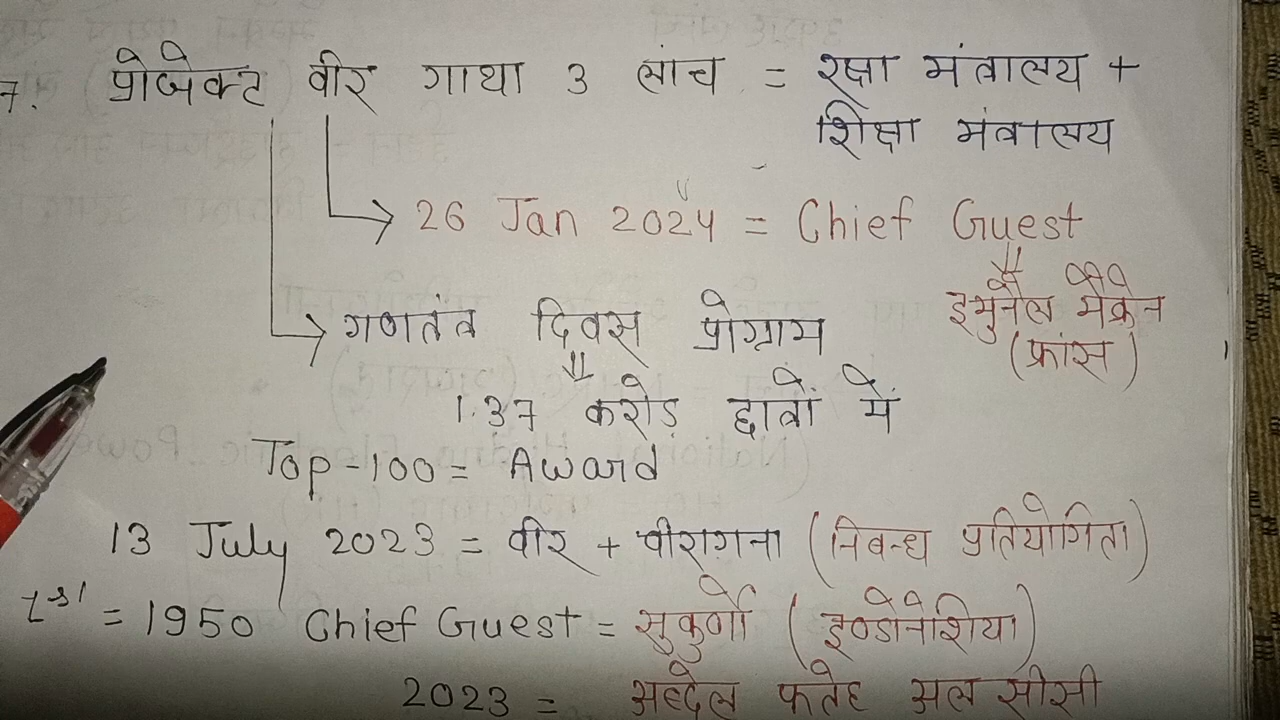 7. प्रोजेक्ट वीर गाथा 3 लांच = रक्षा मंत्रालय +
शिक्षा मंत्रालय
→ 26 Jan 2024 = Chief Guest
इमुनैल मैक्रेन
(फ्रांस)
→ गणतंत्र दिवस प्रोग्राम
1.37 करोड़ छात्रों में
Top-100 = Award
13 July 2023 = वीर + वीरांगना (निबन्ध प्रतियोगिता)
1st = 1950 Chief Guest = सुकुर्णो (इण्डोनेशिया)
2023 = अब्देल फतेह अल सीसी